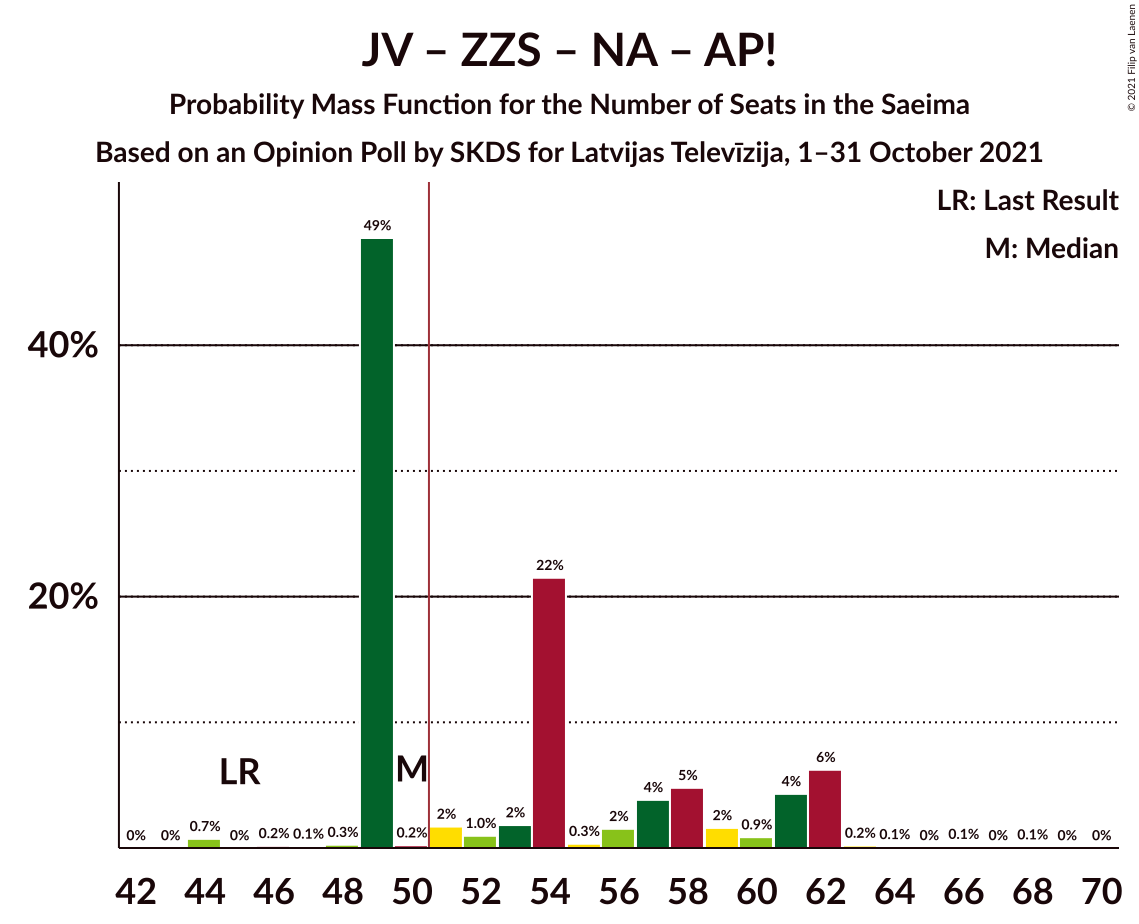 JV – ZZS – NA – AP!
Probability Mass Function for the Number of Seats in the Saeima
Based on an Opinion Poll by SKDS for Latvijas Televīzija, 1–31 October 2021
© 2021 Filip van Laenen
LR: Last Result
M: Median
40%
20%
0% 0% 0.7% 0% 0.2% 0.1% 0.3% 49% 0.2% 2% 1.0% 2% 22% 0.3% 2% 4% 5% 2% 0.9% 4% 6% 0.2% 0.1% 0% 0.1% 0% 0.1% 0% 0%
LR M
42 44 46 48 50 52 54 56 58 60 62 64 66 68 70